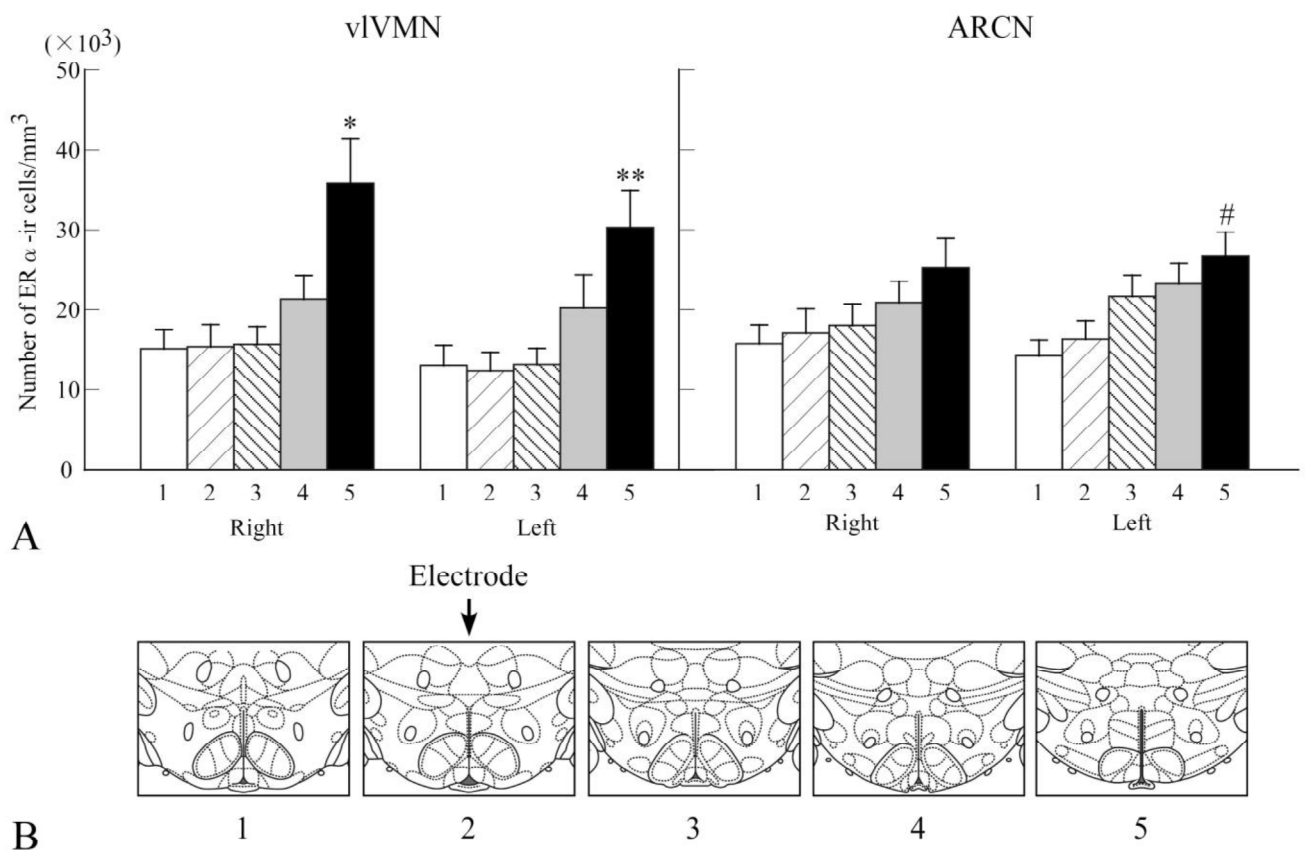 vlVMN
ARCN
(×10³)
50
40
30
20
10
0
Number of ER α-ir cells/mm³
*
**
#
1 2 3 4 5
1 2 3 4 5
1 2 3 4 5
1 2 3 4 5
Right
Left
Right
Left
A
Electrode
1 2 3 4 5
B